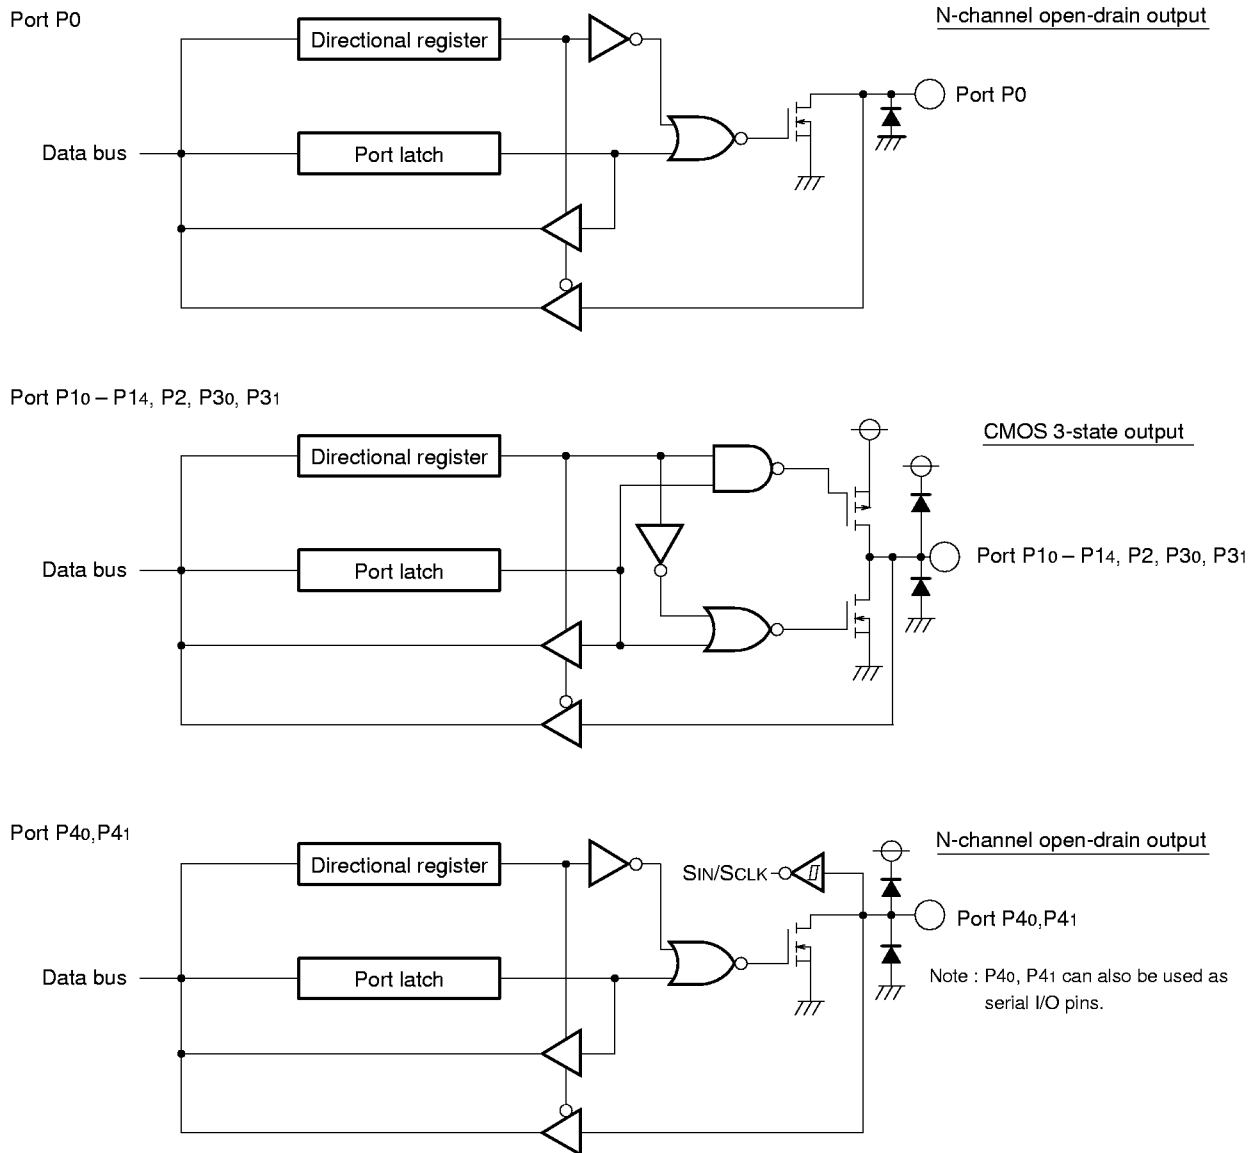 Port P0
N-channel open-drain output
Directional register
Port P0
Data bus
Port latch
Port P10 – P14, P2, P30, P31
CMOS 3-state output
Directional register
Port P10 – P14, P2, P30, P31
Data bus
Port latch
Port P40,P41
N-channel open-drain output
Directional register
SIN/SCLK
Port P40,P41
Data bus
Port latch
Note : P40, P41 can also be used as
serial I/O pins.